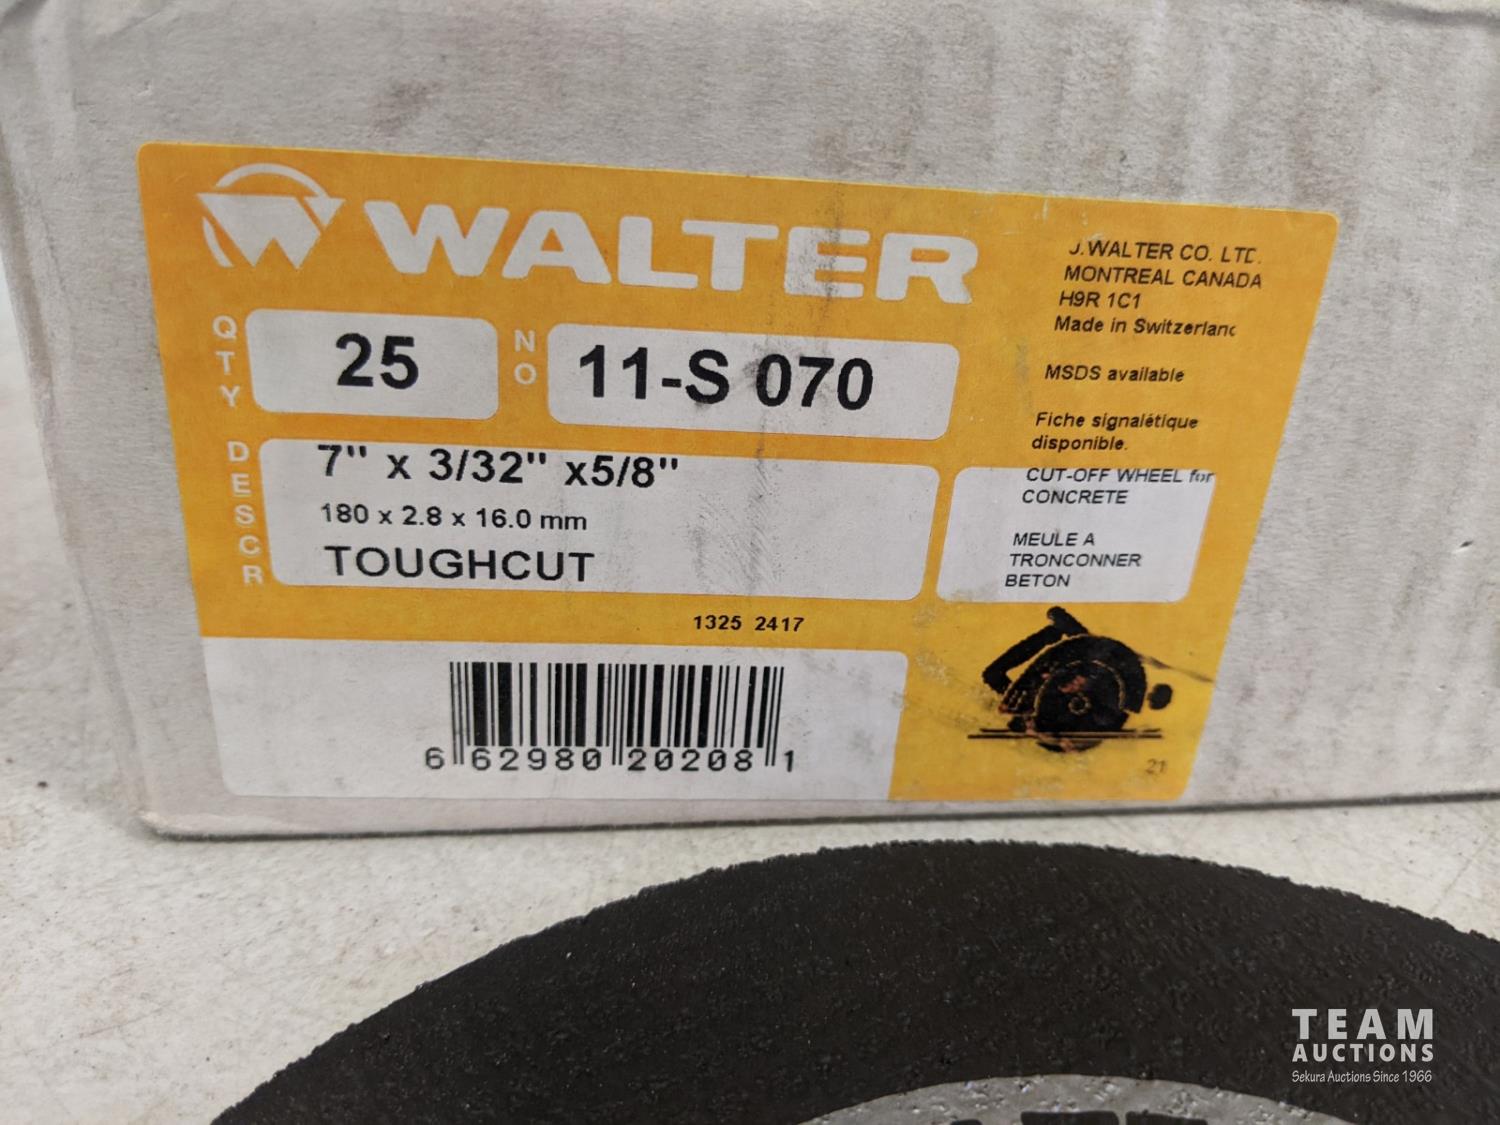 WALTER
J. WALTER CO. LTD.
MONTREAL CANADA
H9R 1C1
Made in Switzerland
QTY
25
NO
11-S 070
MSDS available
Fiche signalétique
disponible.
DESCR
7" x 3/32" x5/8"
180 x 2.8 x 16.0 mm
TOUGHCUT
CUT-OFF WHEEL for
CONCRETE
MEULE A
TRONCONNER
BETON
1325 2417
6 62980 20208 1
21
TEAM
AUCTIONS
Sekura Auctions Since 1966